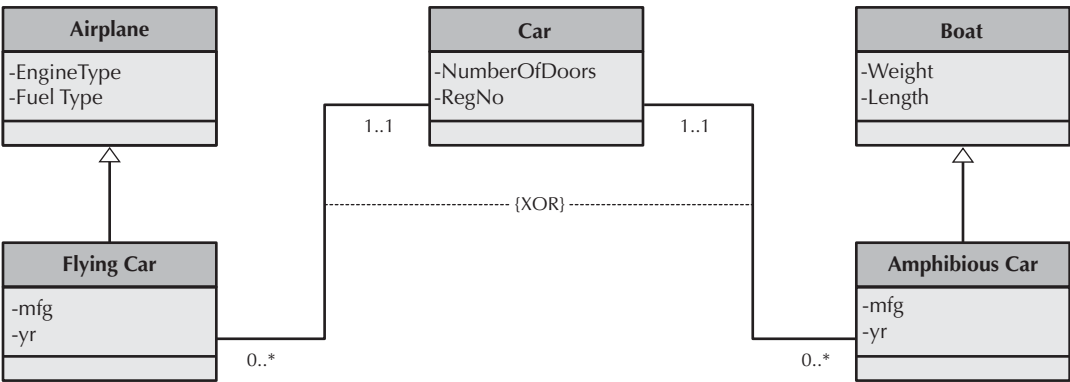 Airplane
-EngineType
-Fuel Type
Car
-NumberOfDoors
-RegNo
Boat
-Weight
-Length
1..1
1..1
{XOR}
Flying Car
-mfg
-yr
Amphibious Car
-mfg
-yr
0..*
0..*